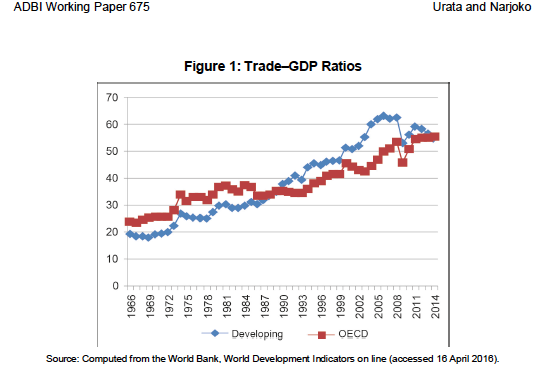 ADBI Working Paper 675 Urata and Narjoko
Figure 1: Trade–GDP Ratios
70
60
50
40
30
20
10
0
1966 1969 1972 1975 1978 1981 1984 1987 1990 1993 1996 1999 2002 2005 2008 2011 2014
Developing OECD
Source: Computed from the World Bank, World Development Indicators on line (accessed 16 April 2016).